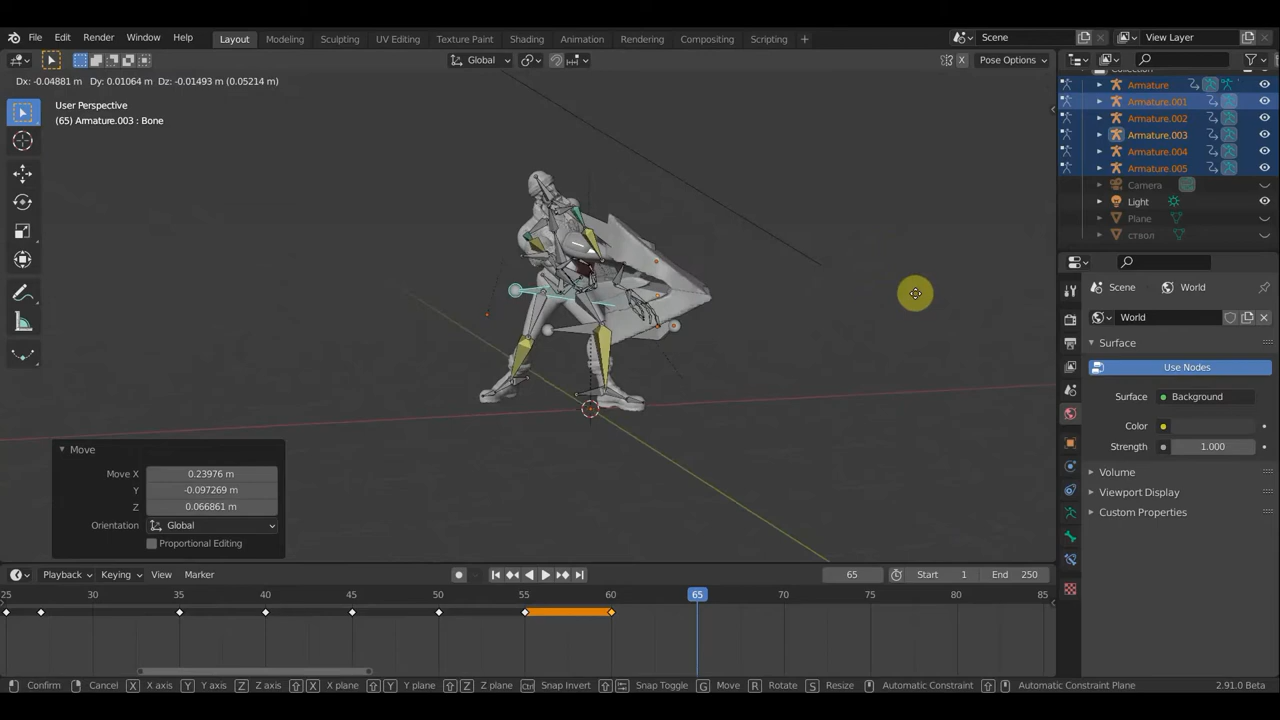 File Edit Render Window Help
Layout Modeling Sculpting UV Editing Texture Paint Shading Animation Rendering Compositing Scripting +
Scene
View Layer
Global
X
Pose Options
Dx: -0.04881 m Dy: 0.01064 m Dz: -0.01493 m (0.05214 m)
User Perspective
(65) Armature.003 : Bone
Armature
Armature.001
Armature.002
Armature.003
Armature.004
Armature.005
Camera
Light
Plane
ствол
Scene
World
World
Surface
Use Nodes
Surface
Background
Color
Strength
1.000
Volume
Viewport Display
Custom Properties
Move
Move X 0.23976 m
Y -0.097269 m
Z 0.066861 m
Orientation Global
Proportional Editing
Playback Keying View Marker
65
Start 1
End 250
25 30 35 40 45 50 55 60 65 70 75 80 85
Confirm Cancel X X axis Y Y axis Z Z axis X X plane Y Y plane Z Z plane Ctrl Snap Invert Snap Toggle G Move R Rotate S Resize Automatic Constraint Automatic Constraint Plane
2.91.0 Beta